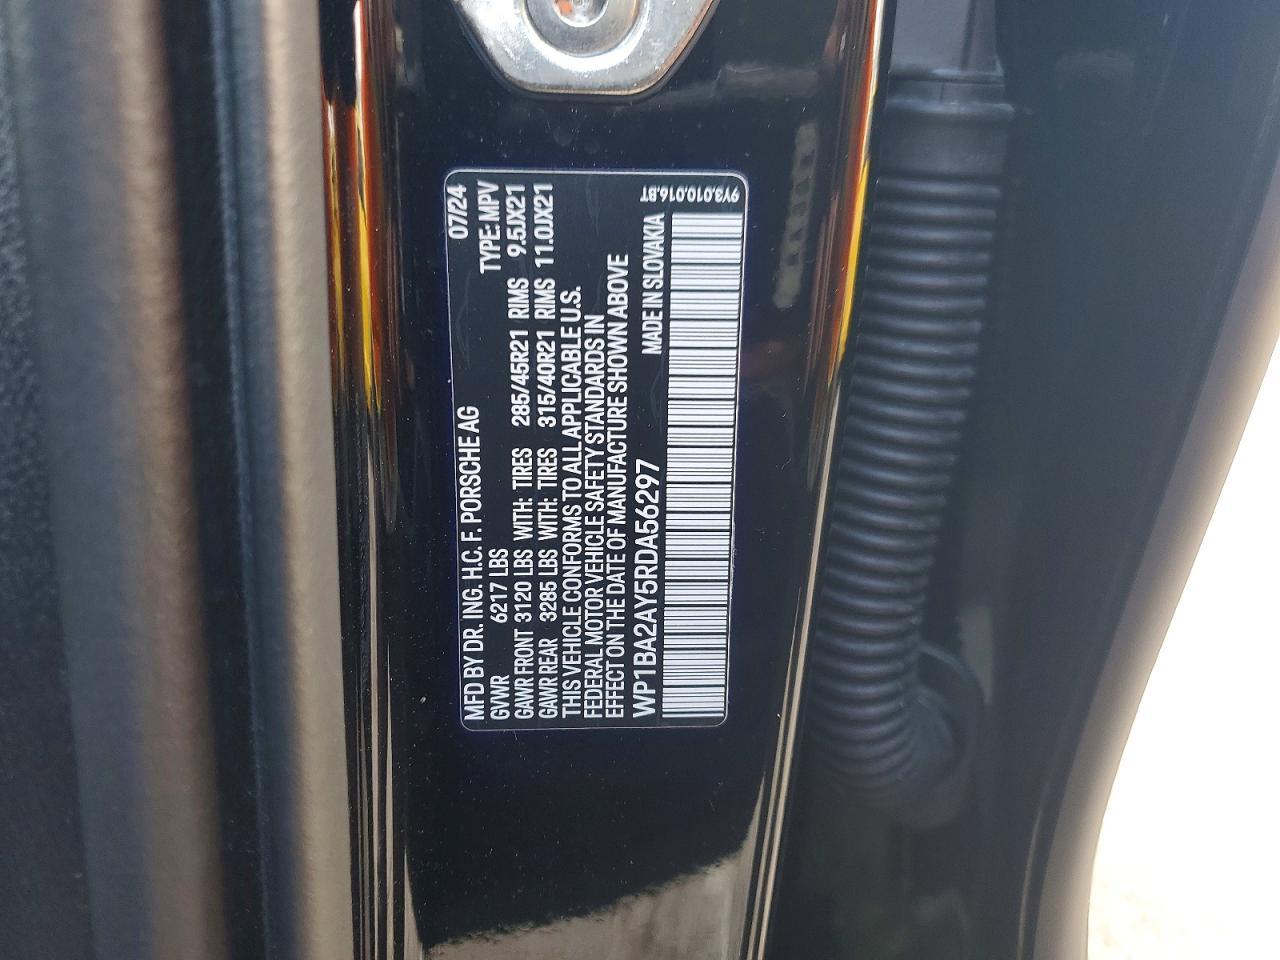 MFD BY DR. ING. H.C. F. PORSCHE AG 07/24
GVWR 6217 LBS TYPE: MPV
GAWR FRONT 3120 LBS WITH: TIRES 285/45R21 RIMS 9.5JX21
GAWR REAR 3285 LBS WITH: TIRES 315/40R21 RIMS 11.0JX21
THIS VEHICLE CONFORMS TO ALL APPLICABLE U.S.
FEDERAL MOTOR VEHICLE SAFETY STANDARDS IN
EFFECT ON THE DATE OF MANUFACTURE SHOWN ABOVE
WP1BA2AY5RDA56297 MADE IN SLOVAKIA
9Y3.010.016.BT